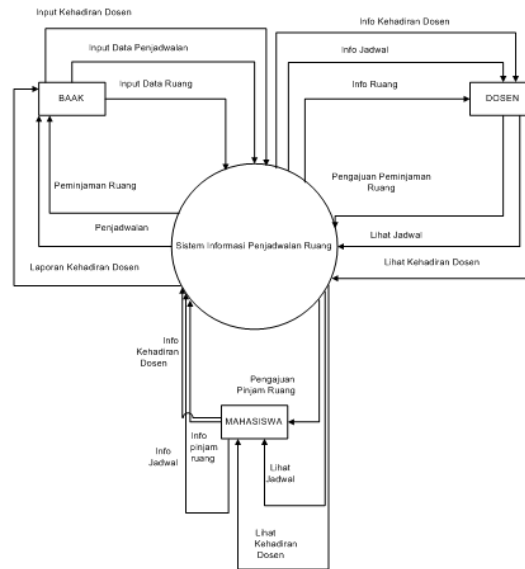 Input Kehadiran Dosen
Input Data Penjadwalan
Input Data Ruang
BAAK
Peminjaman Ruang
Penjadwalan
Laporan Kehadiran Dosen
Info Kehadiran Dosen
Info Jadwal
Info Ruang
DOSEN
Pengajuan Peminjaman
Ruang
Lihat Jadwal
Lihat Kehadiran Dosen
Sistem Informasi Penjadwalan Ruang
Info
Kehadiran
Dosen
Pengajuan
Pinjam Ruang
MAHASISWA
Info
Jadwal
Info
pinjam
ruang
Lihat
Jadwal
Lihat
Kehadiran
Dosen